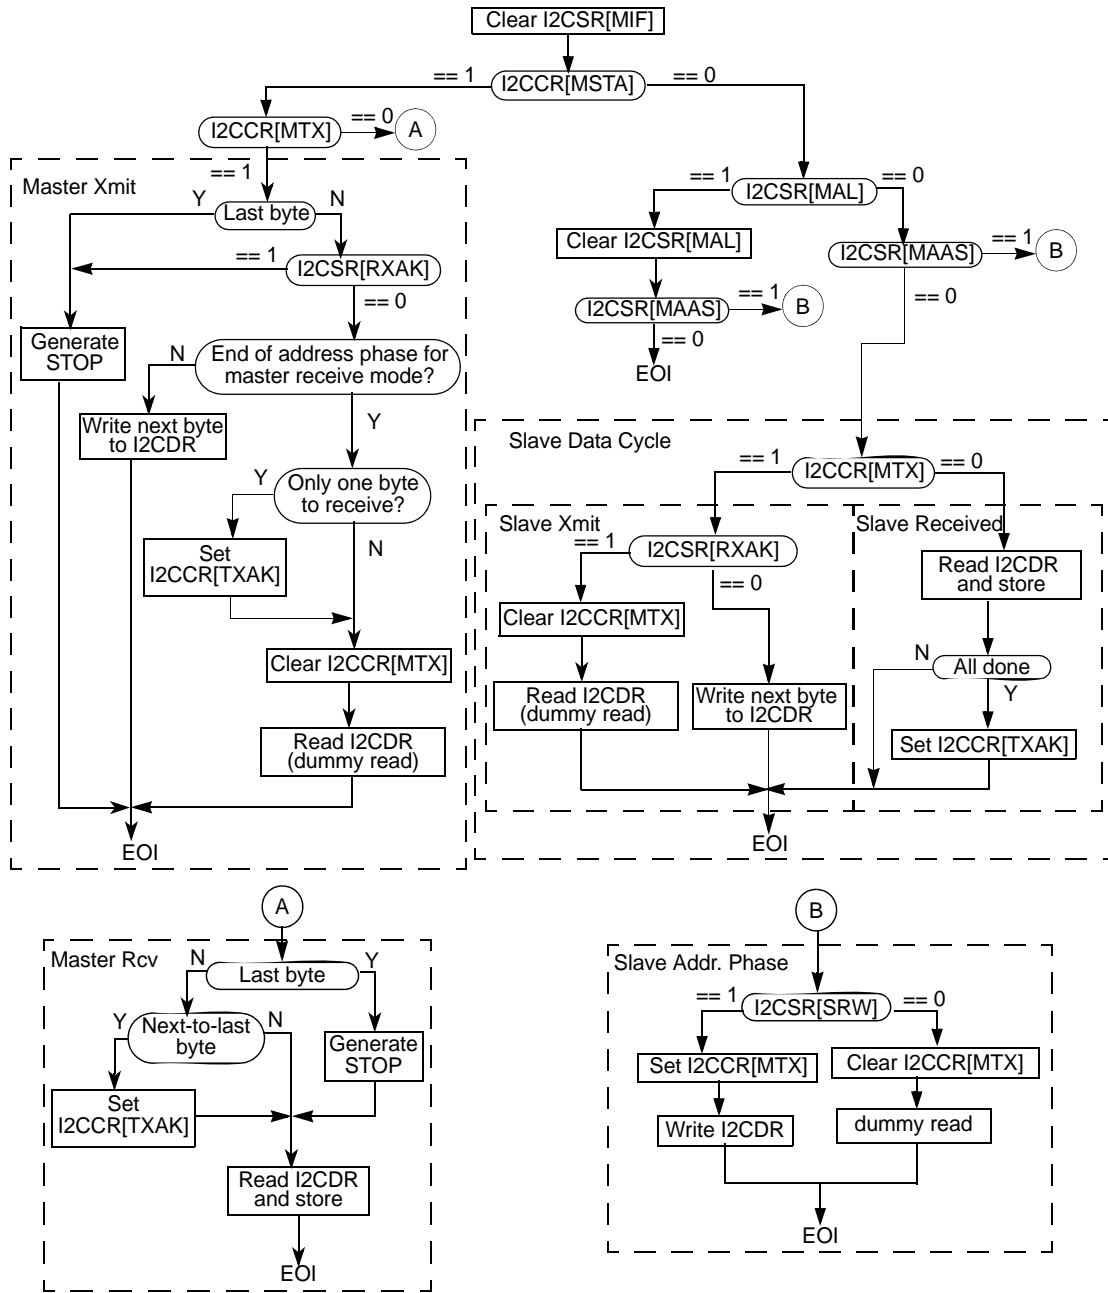 Clear I2CSR[MIF]
== 1
I2CCR[MSTA]
== 0
I2CCR[MTX]
== 0
A
== 1
Master Xmit
Y
Last byte
N
== 1
I2CSR[RXAK]
== 0
Generate
STOP
N
End of address phase for
master receive mode?
Write next byte
to I2CDR
Y
Y
Only one byte
to receive?
Set
I2CCR[TXAK]
N
Clear I2CCR[MTX]
Read I2CDR
(dummy read)
EOI
== 1
I2CSR[MAL]
== 0
Clear I2CSR[MAL]
I2CSR[MAAS]
== 1
B
== 0
EOI
I2CSR[MAAS]
== 1
B
== 0
Slave Data Cycle
== 1
I2CCR[MTX]
== 0
Slave Xmit
== 1
I2CSR[RXAK]
== 0
Clear I2CCR[MTX]
Read I2CDR
(dummy read)
Write next byte
to I2CDR
Slave Received
Read I2CDR
and store
N
All done
Y
Set I2CCR[TXAK]
EOI
A
Master Rcv
N
Last byte
Y
Y
Next-to-last
byte
N
Generate
STOP
Set
I2CCR[TXAK]
Read I2CDR
and store
EOI
B
Slave Addr. Phase
== 1
I2CSR[SRW]
== 0
Set I2CCR[MTX]
Clear I2CCR[MTX]
Write I2CDR
dummy read
EOI